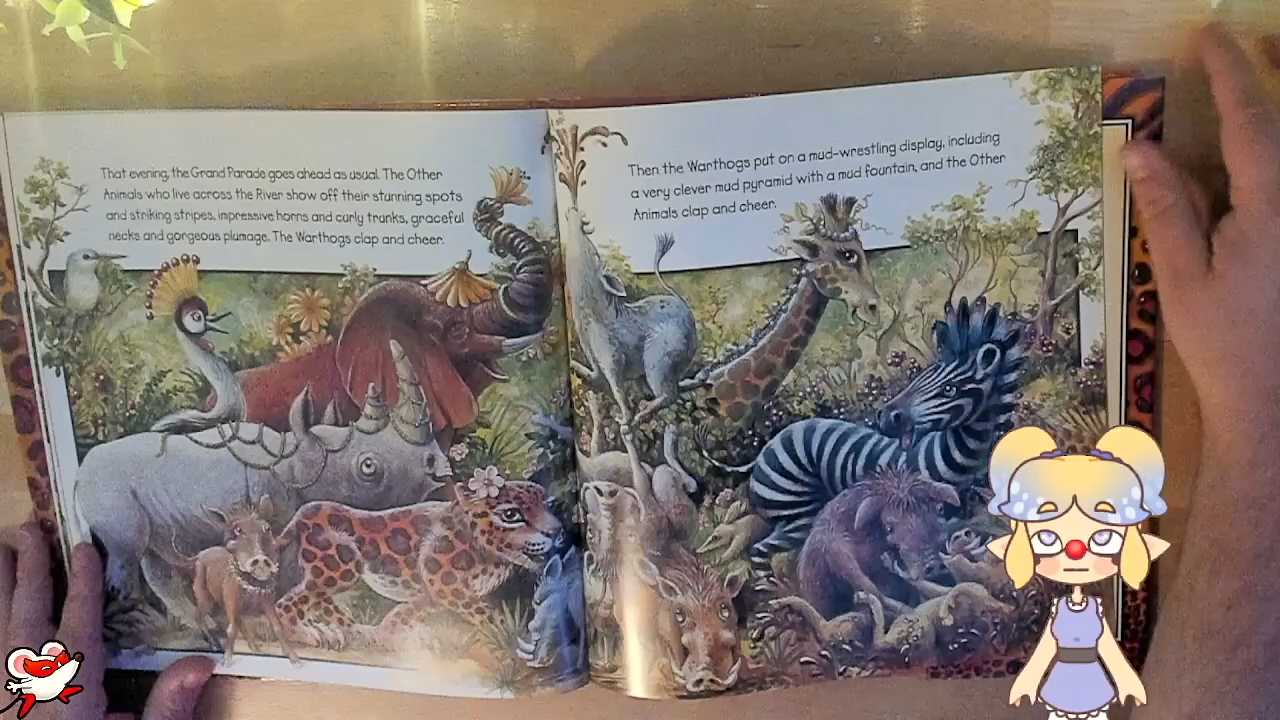 That evening, the Grand Parade goes ahead as usual. The Other
Animals who live across the River show off their stunning spots
and striking stripes, impressive horns and curly trunks, graceful
necks and gorgeous plumage. The Warthogs clap and cheer.
Then the Warthogs put on a mud-wrestling display, including
a very clever mud pyramid with a mud fountain, and the Other
Animals clap and cheer.